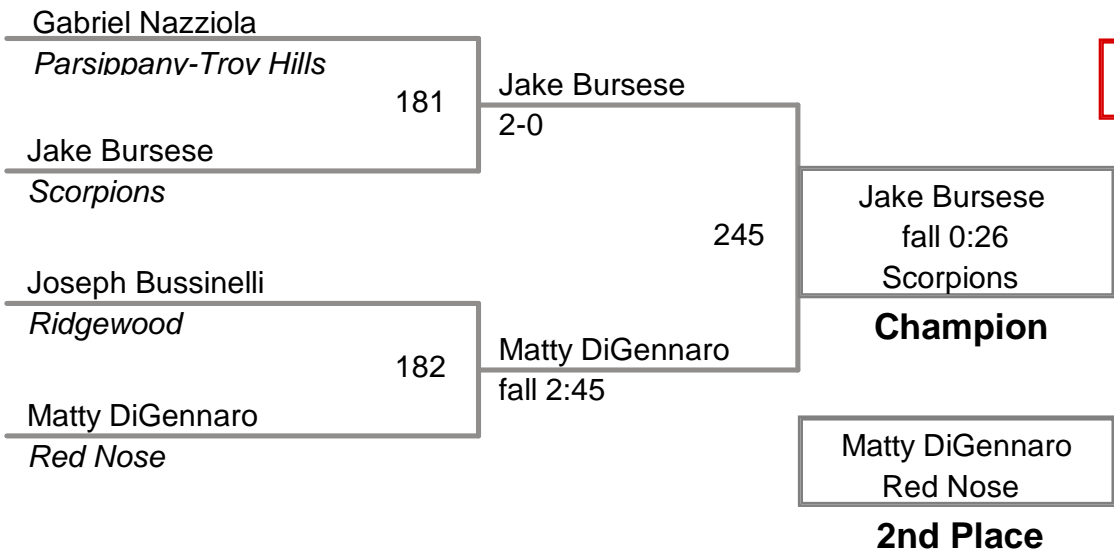 Gabriel Nazziola
Parsippany-Troy Hills
181
Jake Bursese
Scorpions
Jake Bursese
2-0
Joseph Bussinelli
Ridgewood
182
Matty DiGennaro
Red Nose
Matty DiGennaro
fall 2:45
245
Jake Bursese
fall 0:26
Scorpions
Champion
Matty DiGennaro
Red Nose
2nd Place